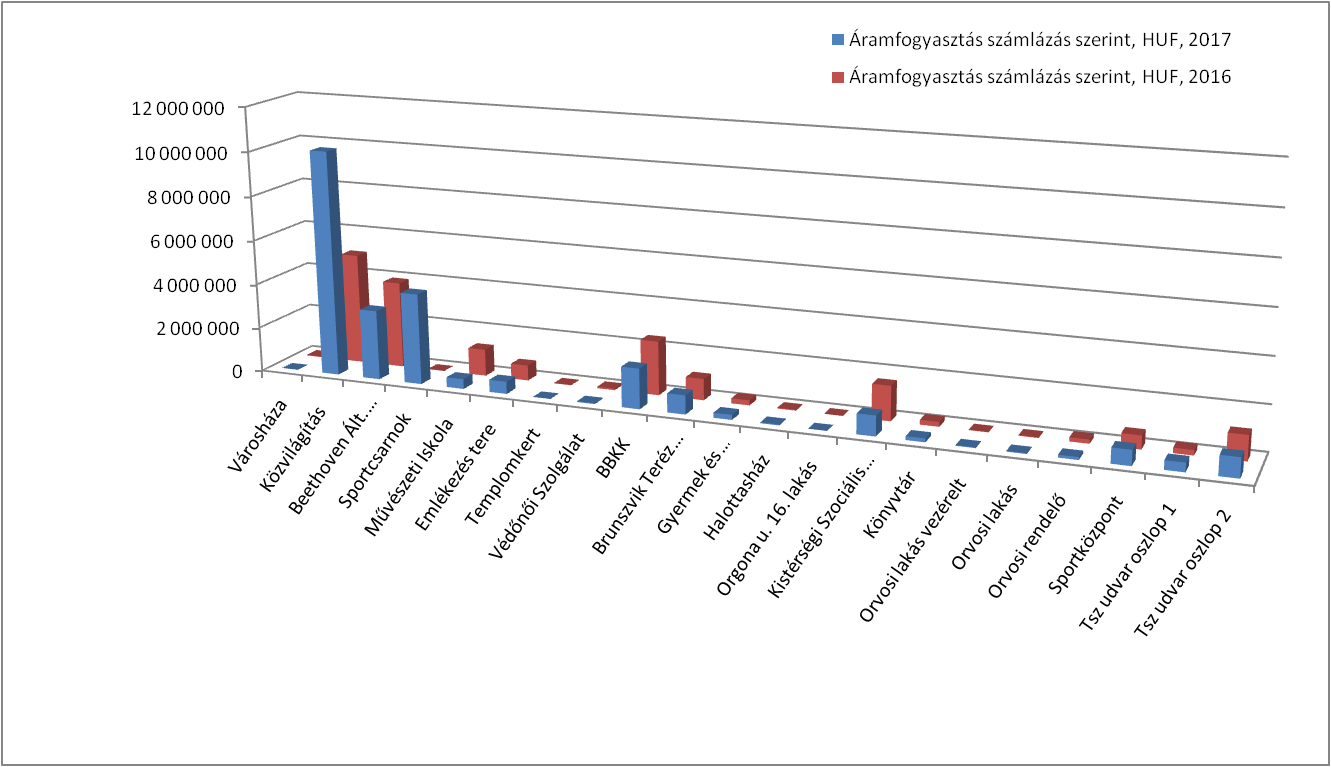 Áramfogyasztás számlázás szerint, HUF, 2017
Áramfogyasztás számlázás szerint, HUF, 2016
12 000 000
10 000 000
8 000 000
6 000 000
4 000 000
2 000 000
0
Városháza
Közvilágítás
Beethoven Ált. ...
Sportcsarnok
Művészeti Iskola
Emlékezés tere
Templomkert
Védőnői Szolgálat
BBKK
Brunszvik Teréz...
Gyermek és...
Halottasház
Orgona u. 16. lakás
Kistérségi Szociális...
Könyvtár
Orvosi lakás vezérelt
Orvosi lakás
Orvosi rendelő
Sportközpont
Tsz udvar oszlop 1
Tsz udvar oszlop 2